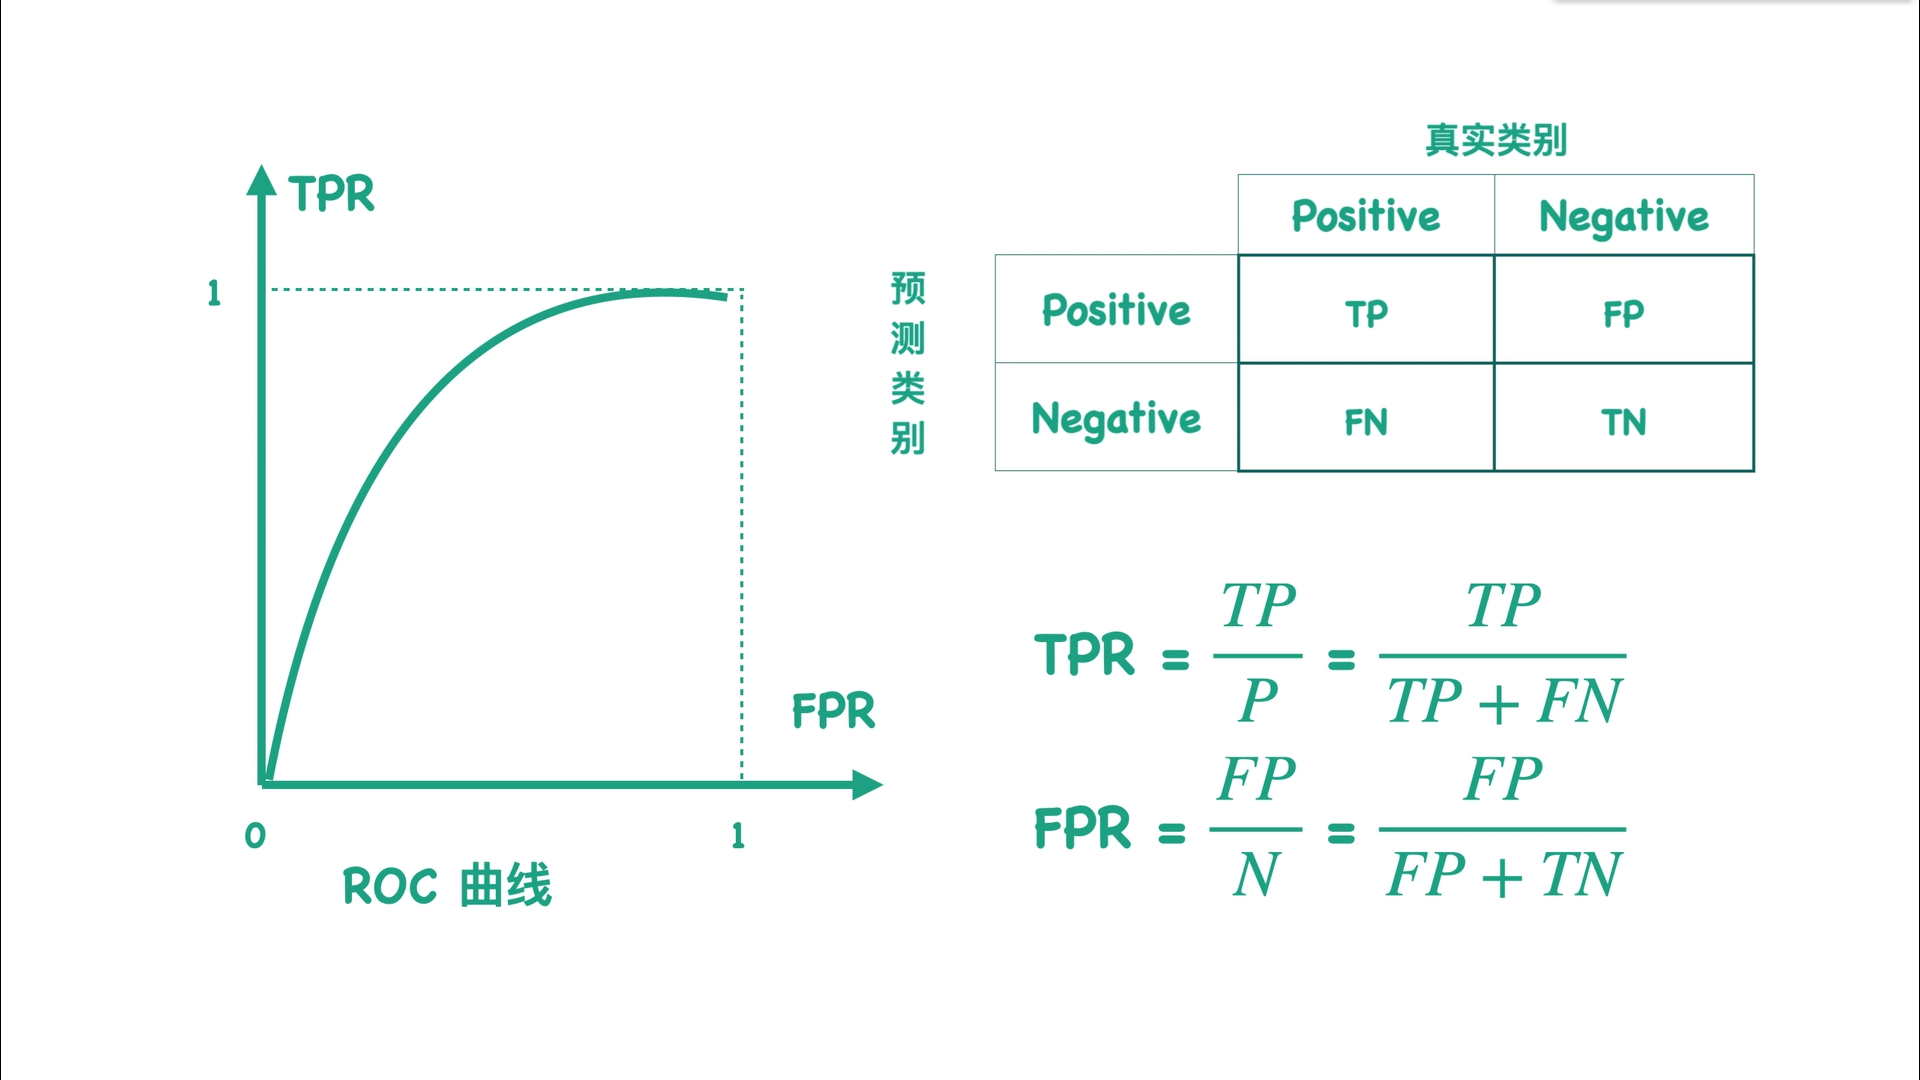 TPR
1
FPR
0
1
ROC 曲线
真实类别
Positive Negative
预测类别
Positive TP FP
Negative FN TN
TPR = TP / P = TP / TP + FN
FPR = FP / N = FP / FP + TN